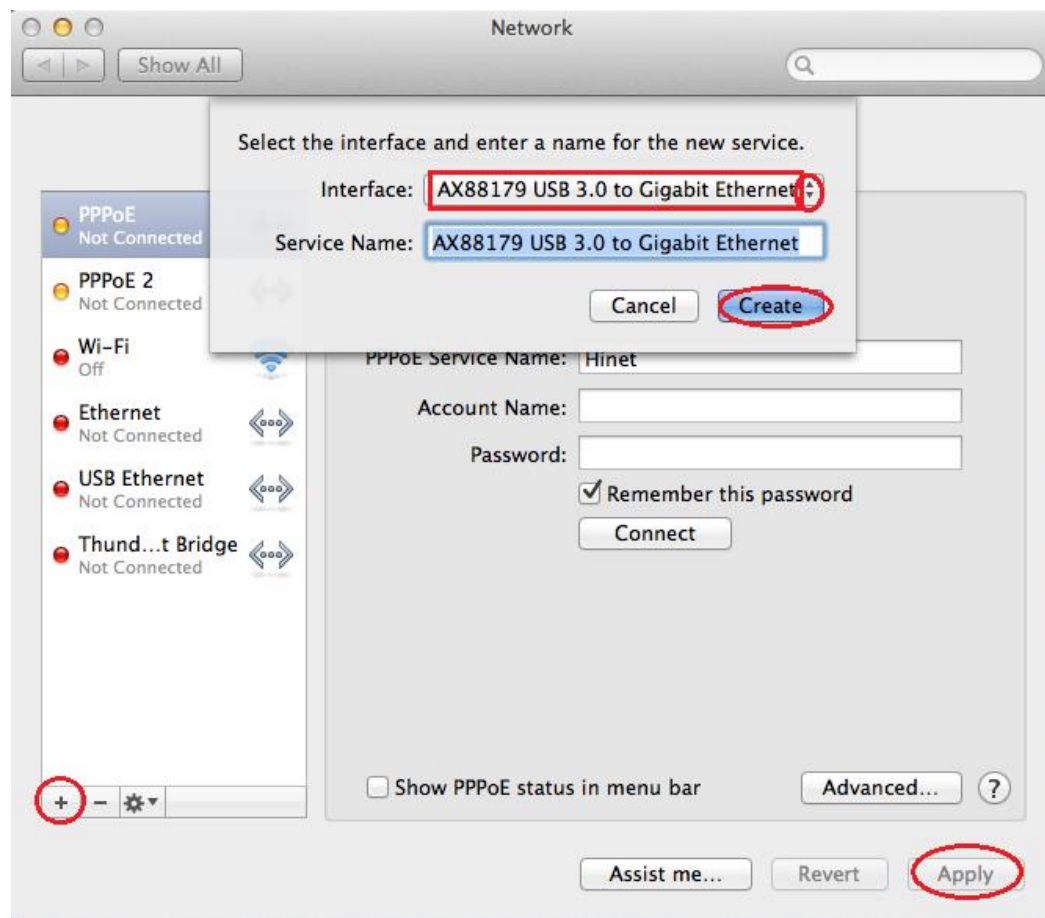 Network
Show All
Select the interface and enter a name for the new service.
Interface: AX88179 USB 3.0 to Gigabit Ethernet
Service Name: AX88179 USB 3.0 to Gigabit Ethernet
Cancel Create
PPPoE
Not Connected
PPPoE 2
Not Connected
Wi-Fi
Off
Ethernet
Not Connected
USB Ethernet
Not Connected
Thund...t Bridge
Not Connected
+ -
PPPoE Service Name: Hinet
Account Name:
Password:
Remember this password
Connect
Show PPPoE status in menu bar
Advanced... ?
Assist me... Revert Apply